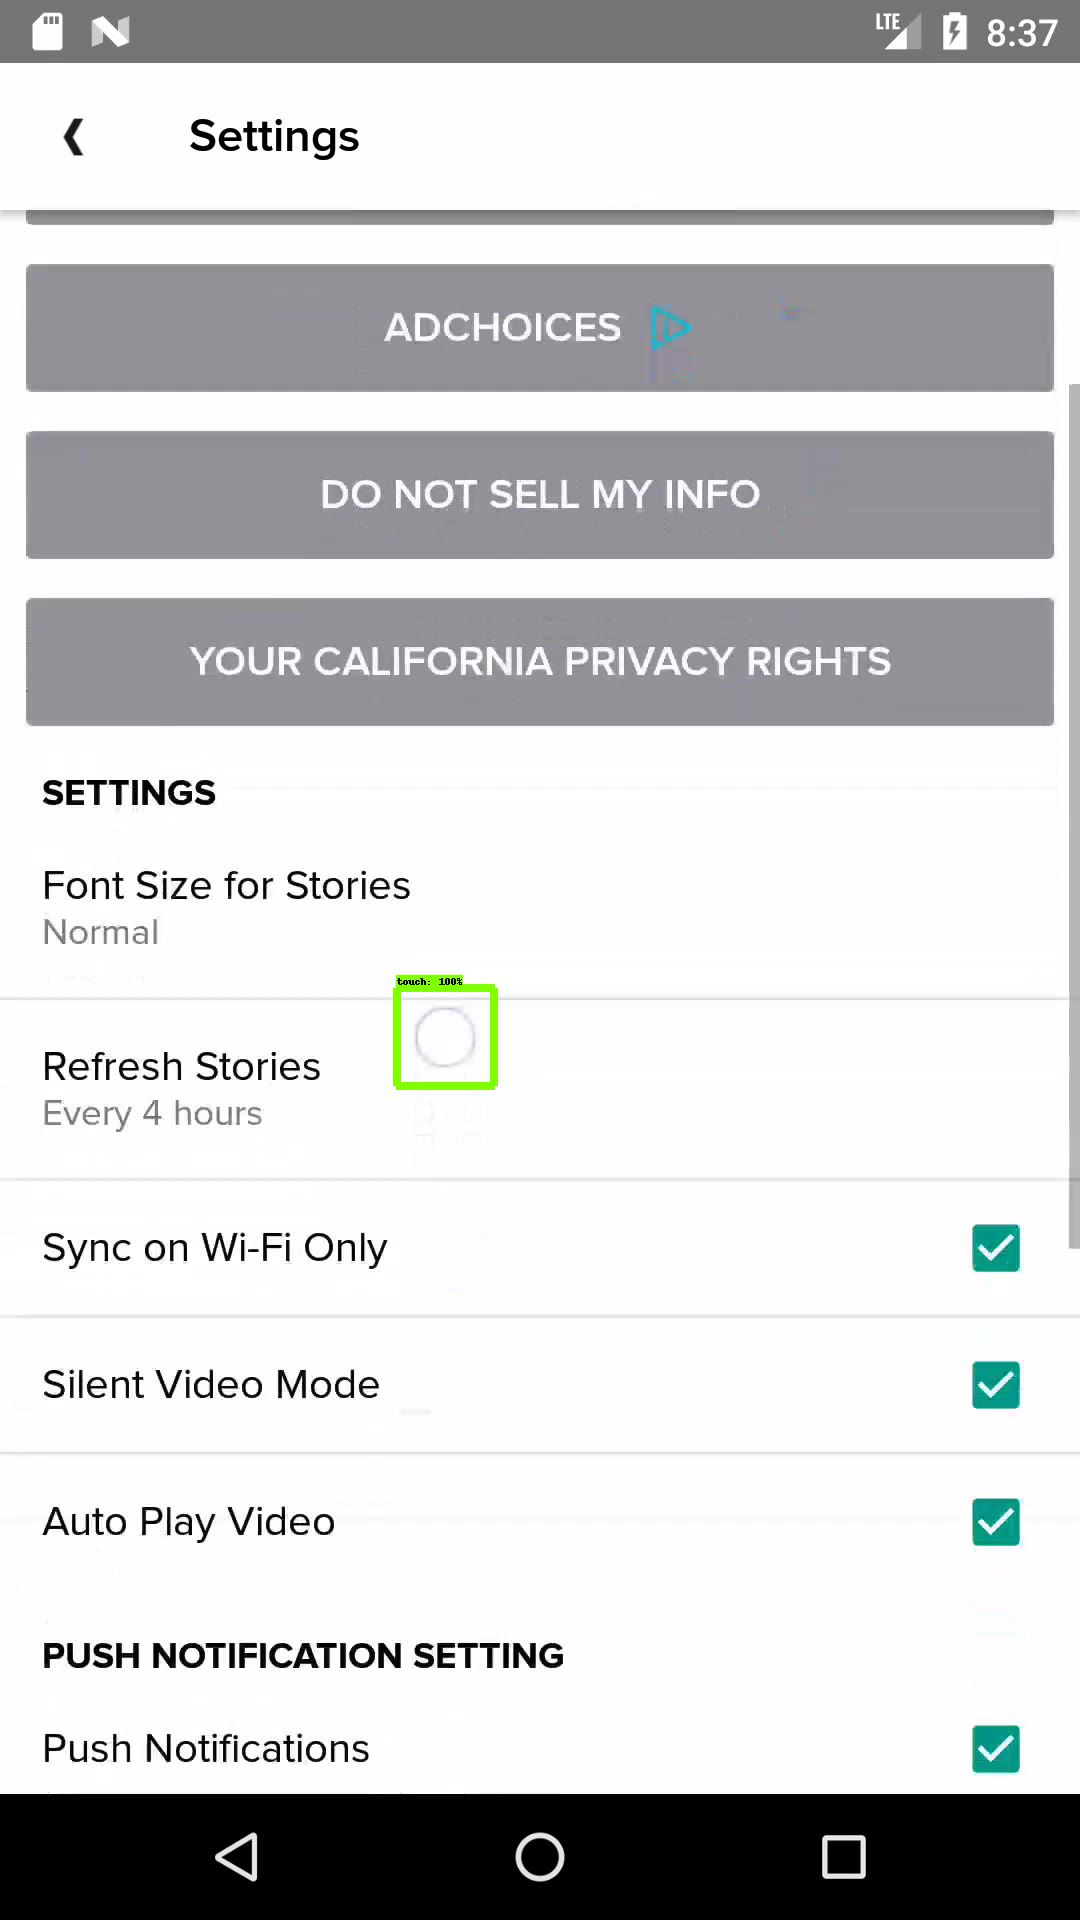 LTE 8:37
Settings
ADCHOICES
DO NOT SELL MY INFO
YOUR CALIFORNIA PRIVACY RIGHTS
SETTINGS
Font Size for Stories
Normal
touch: 100%
Refresh Stories
Every 4 hours
Sync on Wi-Fi Only
Silent Video Mode
Auto Play Video
PUSH NOTIFICATION SETTING
Push Notifications